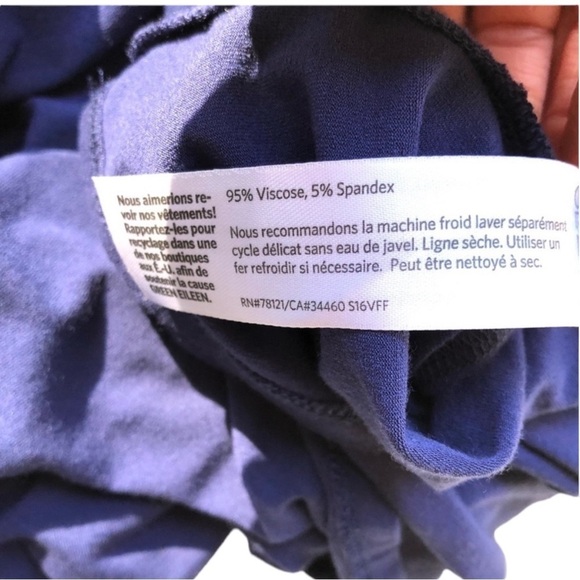 Nous aimerions re-
voir nos vêtements!
Rapportez-les pour
recyclage dans une
de nos boutiques
aux É-U. afin de
soutenir la cause
GREEN EILEEN.
95% Viscose, 5% Spandex
Nous recommandons la machine froid laver séparément
cycle délicat sans eau de javel. Ligne sèche. Utiliser un
fer refroidir si nécessaire. Peut être nettoyé à sec.
RN#78121/CA#34460 S16VFF